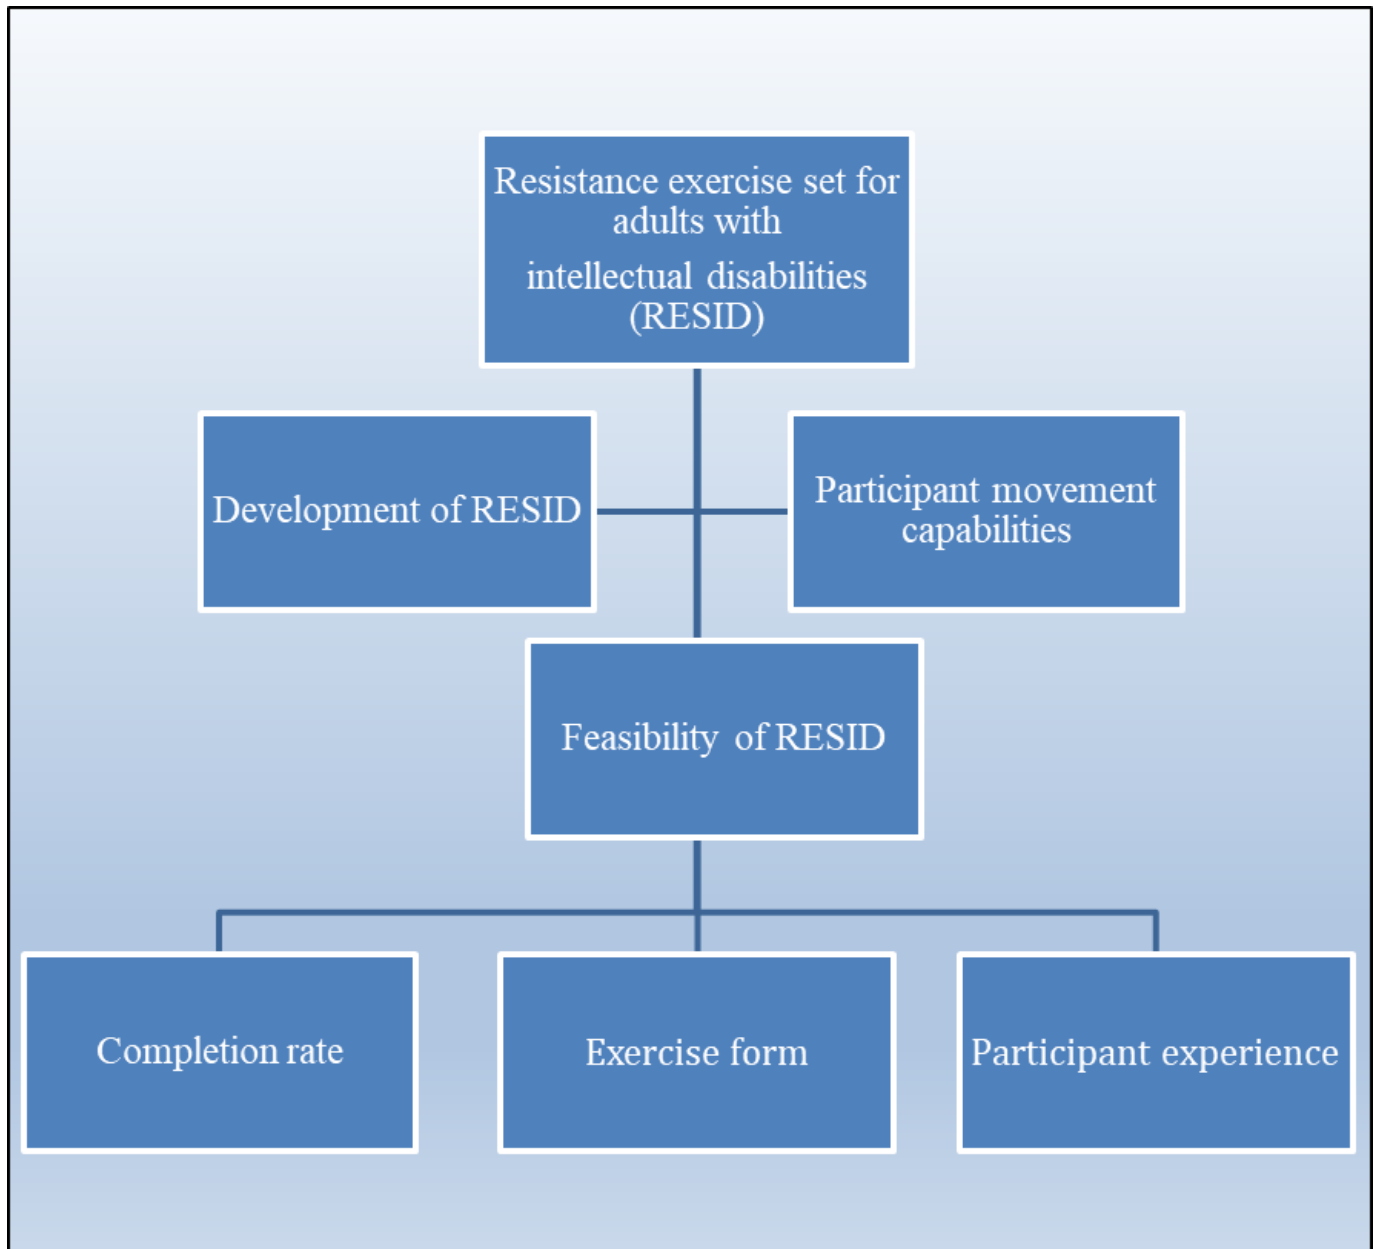 Resistance exercise set for
adults with
intellectual disabilities
(RESID)
Development of RESID
Participant movement
capabilities
Feasibility of RESID
Completion rate
Exercise form
Participant experience